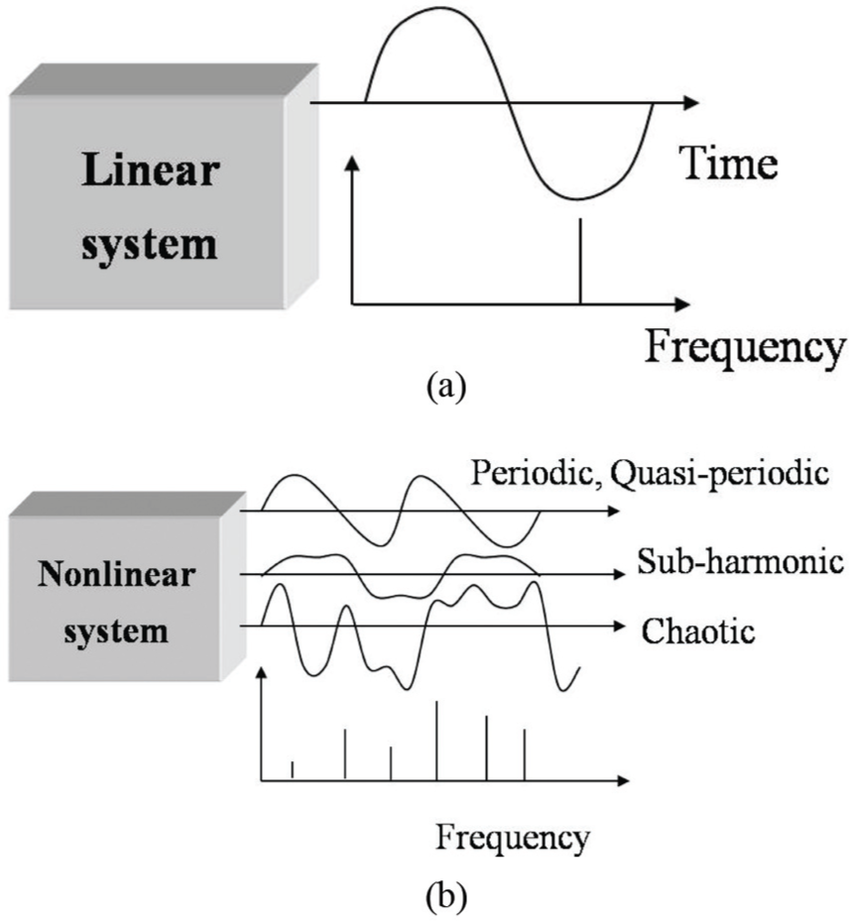 Linear
system
Time
Frequency
(a)
Periodic, Quasi-periodic
Nonlinear
system
Sub-harmonic
Chaotic
Frequency
(b)